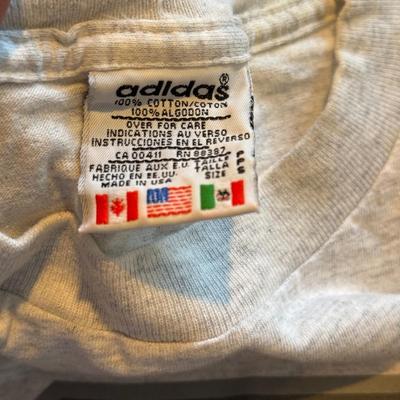 adidas®
100% COTTON/COTON
100% ALGODON
OVER FOR CARE
INDICATIONS AU VERSO
INSTRUCCIONES EN EL REVERSO
CA 00411 RN 88387
FABRIQUE AUX E.U. TAILLE P
HECHO EN EE.UU. TALLA P
MADE IN USA SIZE S